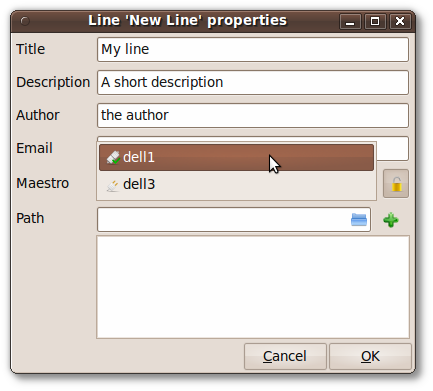 Line 'New Line' properties
Title My line
Description A short description
Author the author
Email
dell1
Maestro
dell3
Path
Cancel OK